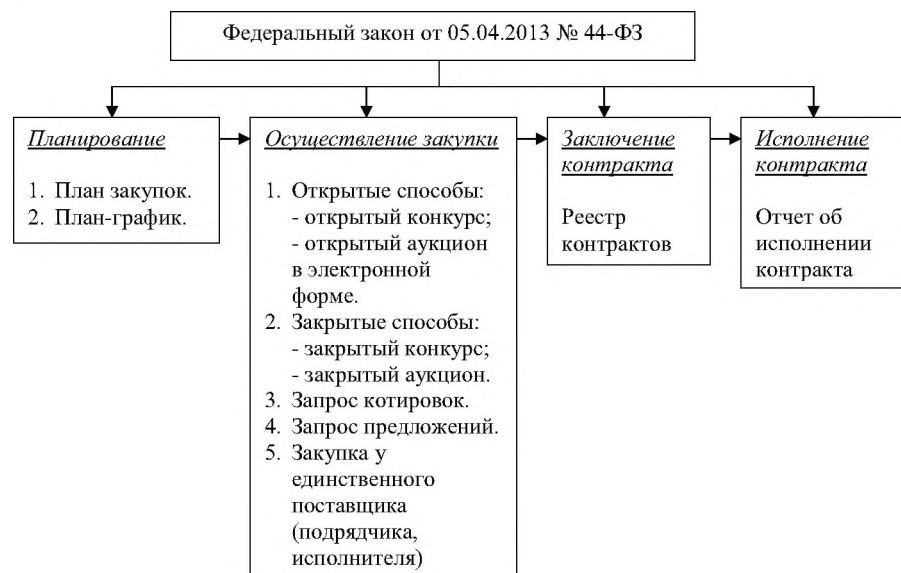 Федеральный закон от 05.04.2013 № 44-ФЗ
Планирование
1. План закупок.
2. План-график.
Осуществление закупки
1. Открытые способы:
- открытый конкурс;
- открытый аукцион
в электронной
форме.
2. Закрытые способы:
- закрытый конкурс;
- закрытый аукцион.
3. Запрос котировок.
4. Запрос предложений.
5. Закупка у
единственного
поставщика
(подрядчика,
исполнителя)
Заключение
контракта
Реестр
контрактов
Исполнение
контракта
Отчет об
исполнении
контракта